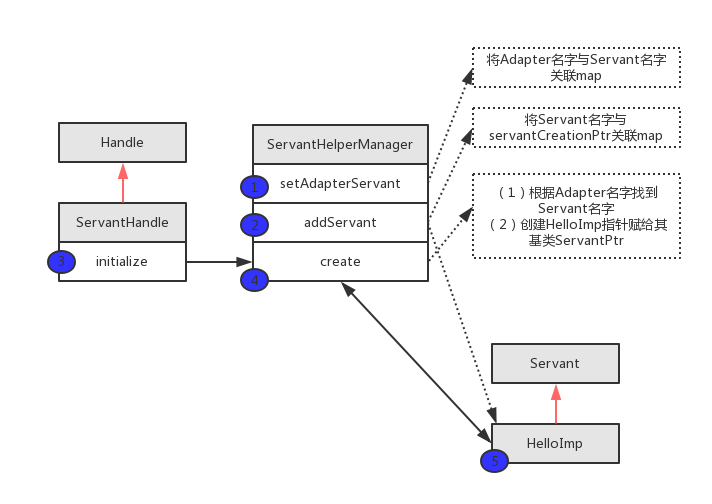 将Adapter名字与Servant名字
关联map
将Servant名字与
servantCreationPtr关联map
Handle
ServantHelperManager
setAdapterServant
1
(1)根据Adapter名字找到
Servant名字
(2)创建HelloImp指针赋给其
基类ServantPtr
ServantHandle
addServant
2
initialize
3
create
4
Servant
HelloImp
5